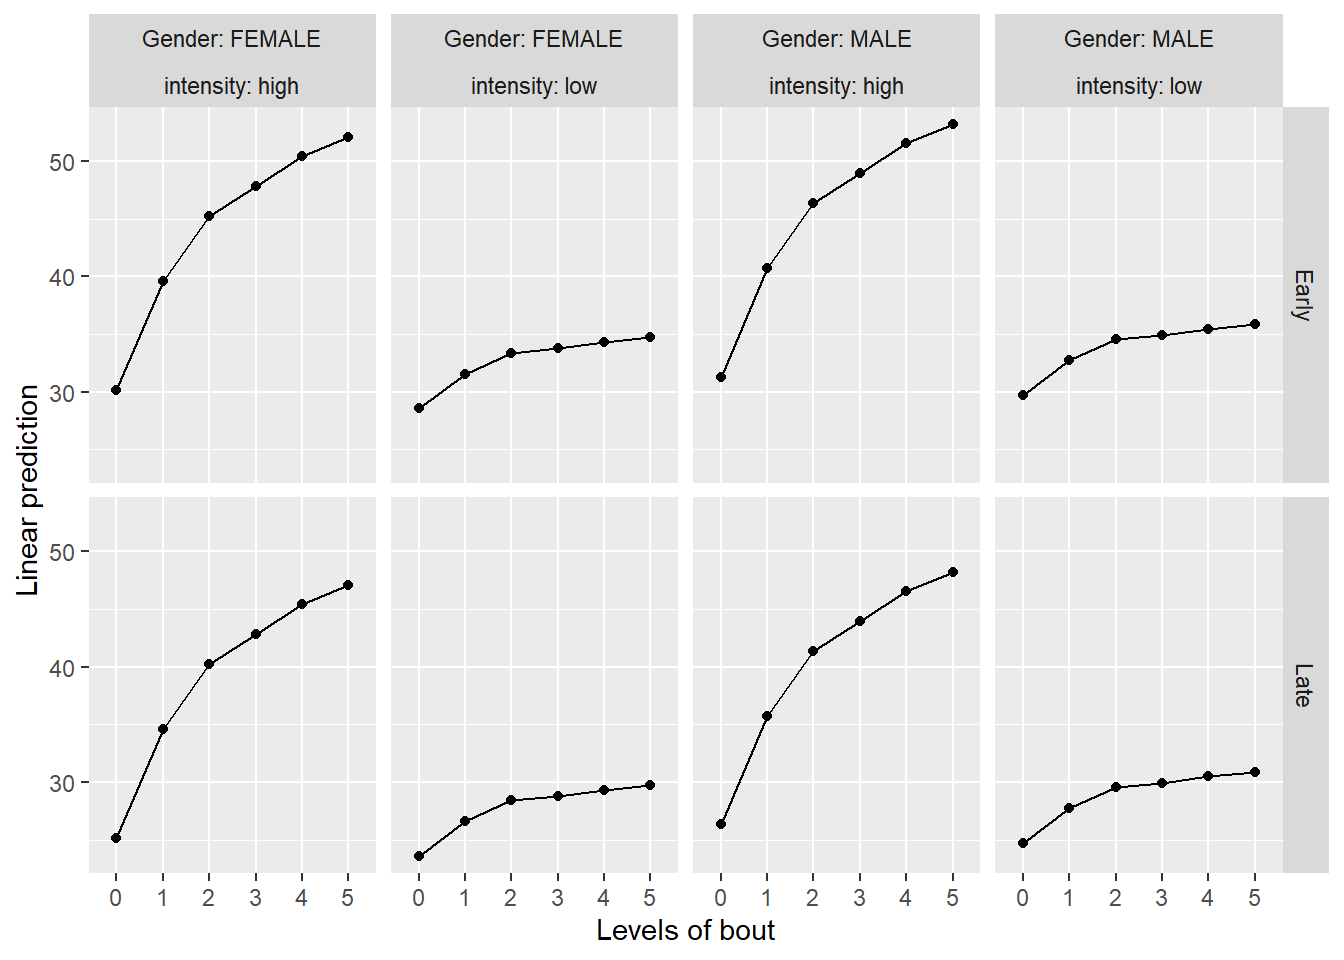 Gender: FEMALE
Gender: FEMALE
Gender: MALE
Gender: MALE
intensity: high
intensity: low
intensity: high
intensity: low
50
40
30
Early
Linear prediction
50
40
30
Late
0 1 2 3 4 5
0 1 2 3 4 5
0 1 2 3 4 5
0 1 2 3 4 5
Levels of bout